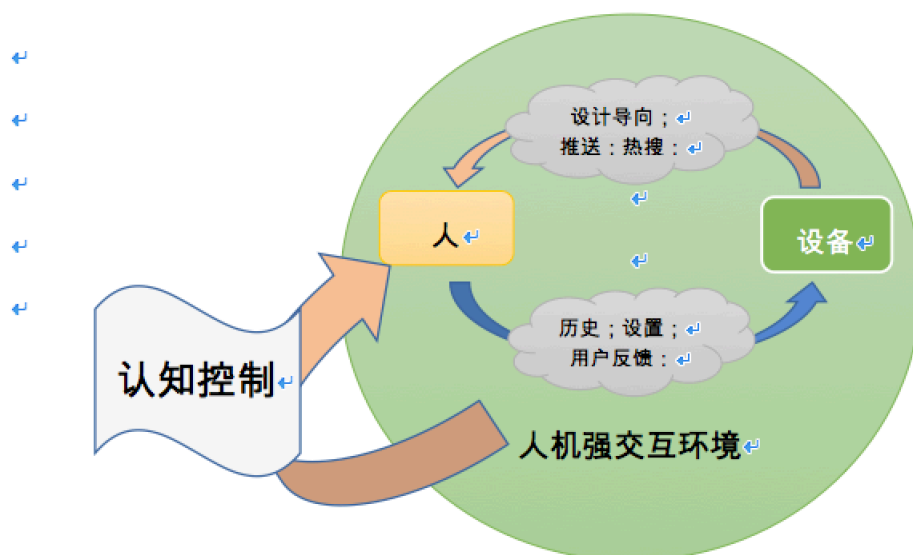 设计导向；
推送：热搜：
人
设备
历史；设置；
用户反馈：
认知控制
人机强交互环境